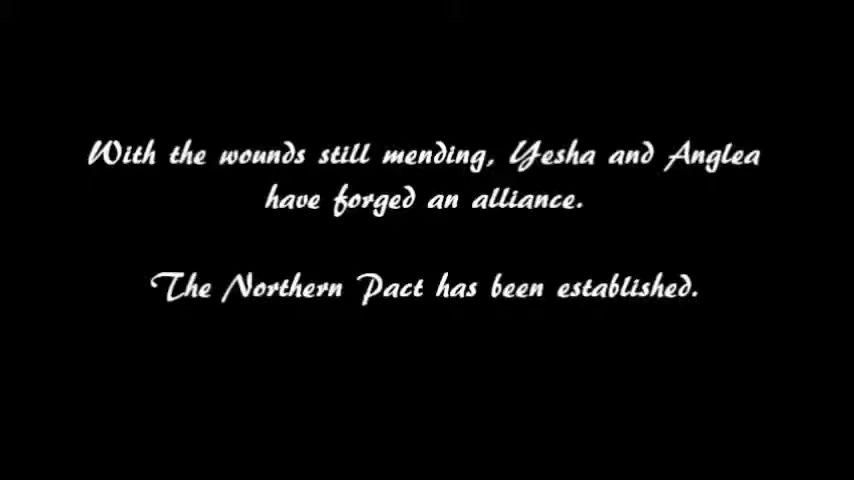 With the wounds still mending, Yesha and Anglea
have forged an alliance.
The Northern Pact has been established.